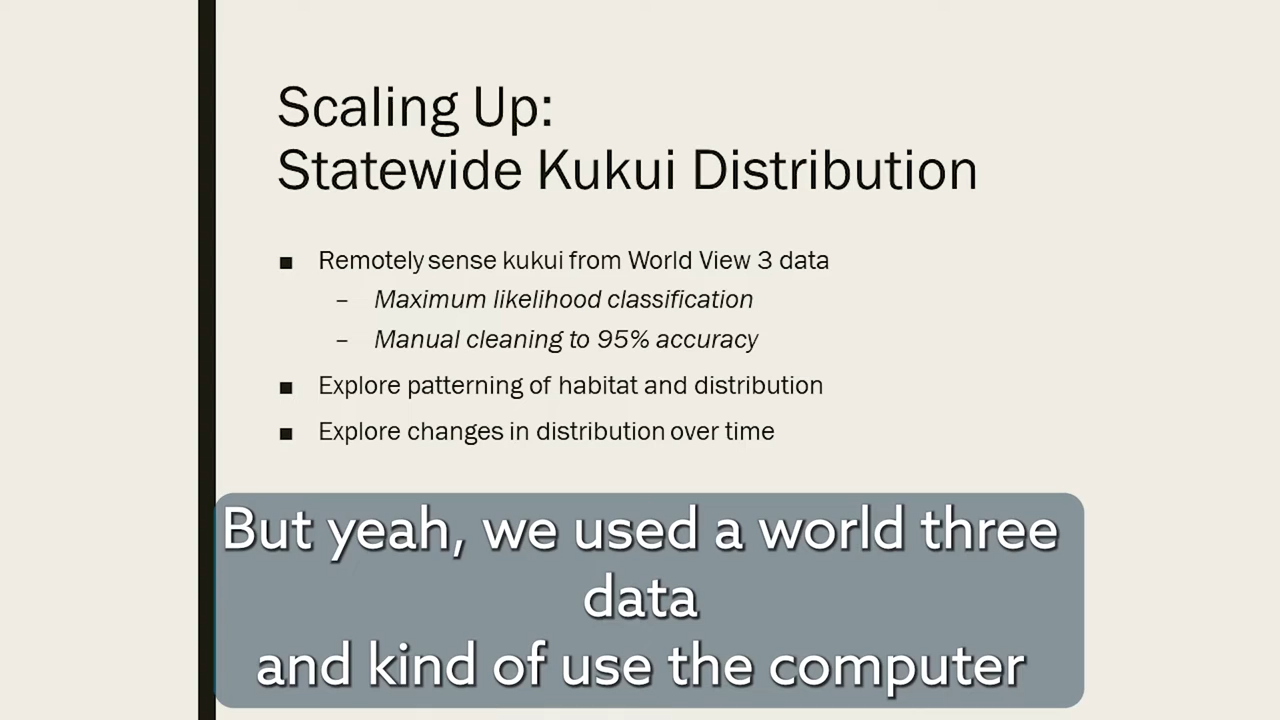 Scaling Up:
Statewide Kukui Distribution
■ Remotely sense kukui from World View 3 data
– Maximum likelihood classification
– Manual cleaning to 95% accuracy
■ Explore patterning of habitat and distribution
■ Explore changes in distribution over time
But yeah, we used a world three
data
and kind of use the computer